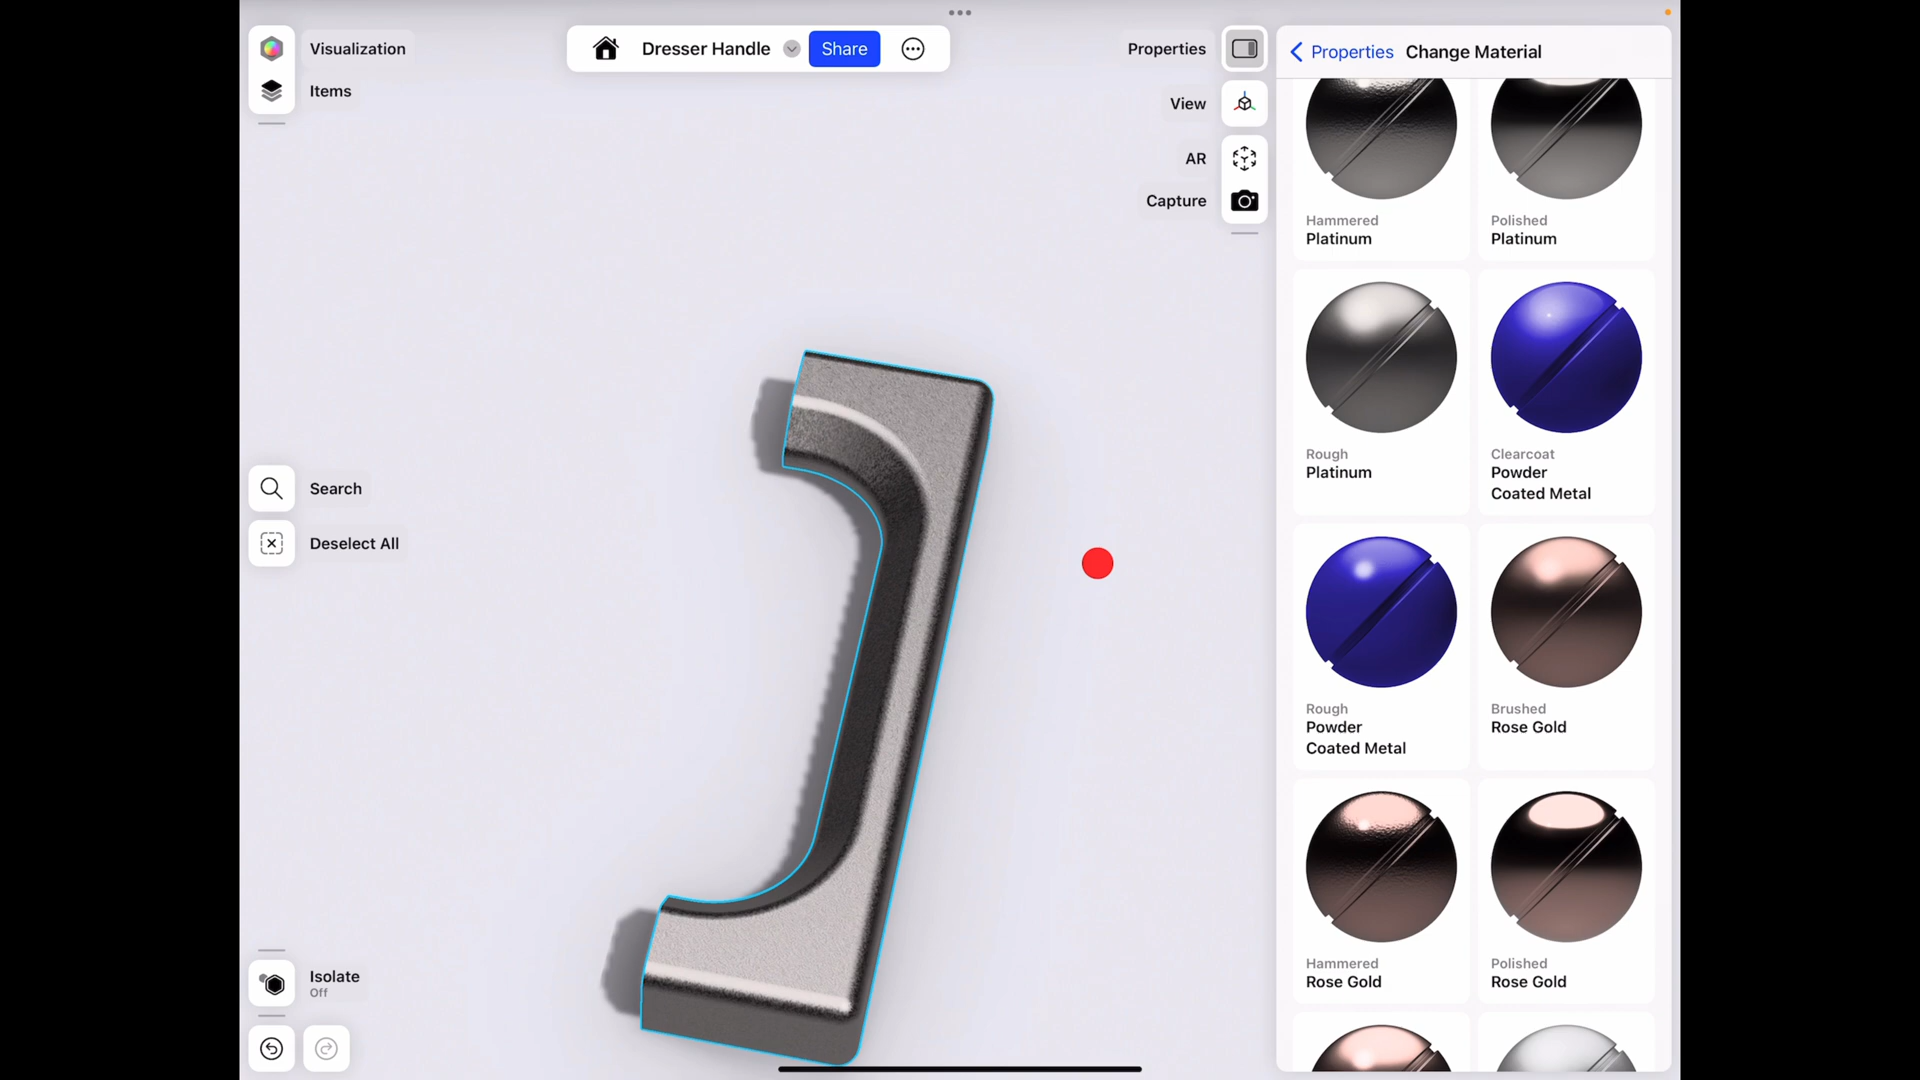 Visualization
Items
Dresser Handle
Share
Properties
View
AR
Capture
Search
Deselect All
Isolate
Off
Properties
Change Material
Hammered
Platinum
Polished
Platinum
Rough
Platinum
Clearcoat
Powder
Coated Metal
Rough
Powder
Coated Metal
Brushed
Rose Gold
Hammered
Rose Gold
Polished
Rose Gold